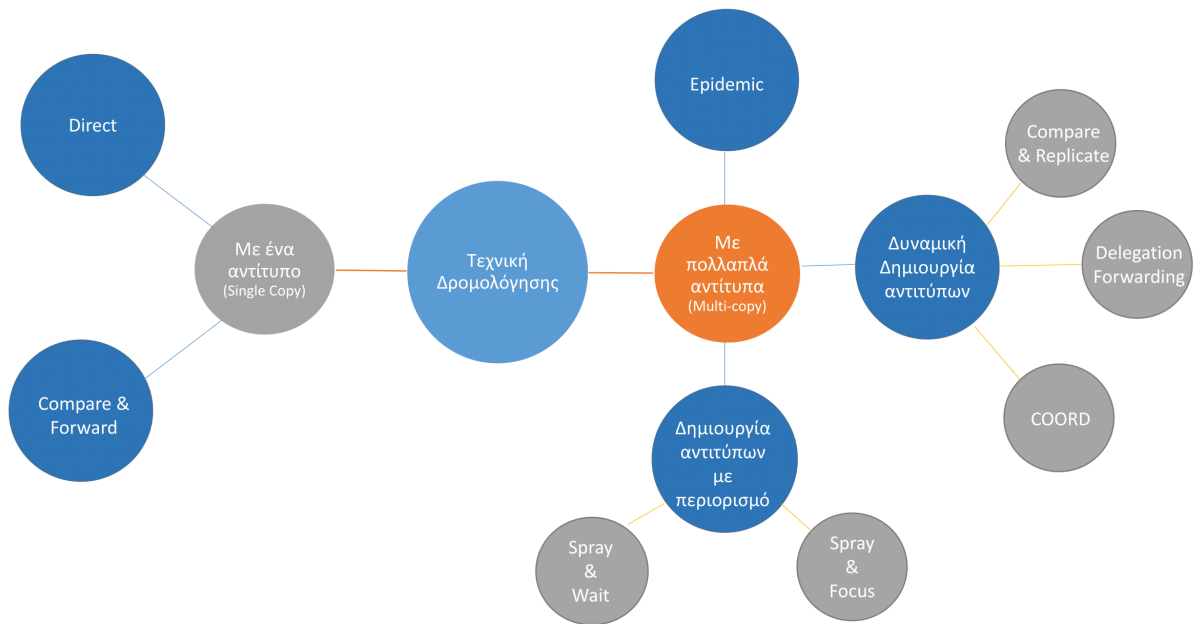 Direct
Με ένα
αντίτυπο
(Single Copy)
Compare &
Forward
Τεχνική
Δρομολόγησης
Epidemic
Με
πολλαπλά
αντίτυπα
(Multi-copy)
Δημιουργία
αντιτύπων
με
περιορισμό
Spray
&
Wait
Spray
&
Focus
Δυναμική
Δημιουργία
αντιτύπων
Compare
& Replicate
Delegation
Forwarding
COORD